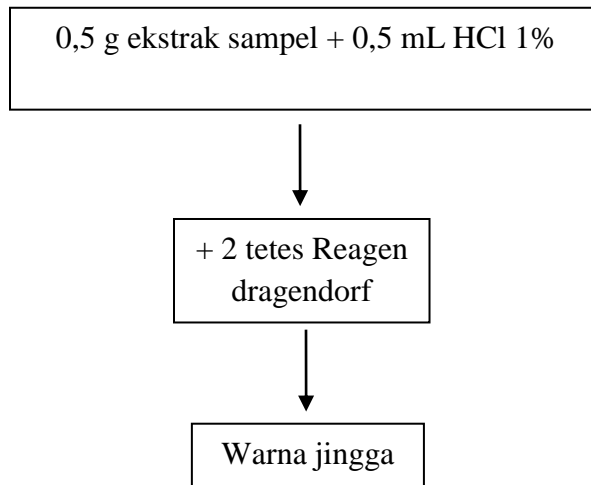 0,5 g ekstrak sampel + 0,5 mL HCl 1%
+ 2 tetes Reagen
dragendorf
Warna jingga